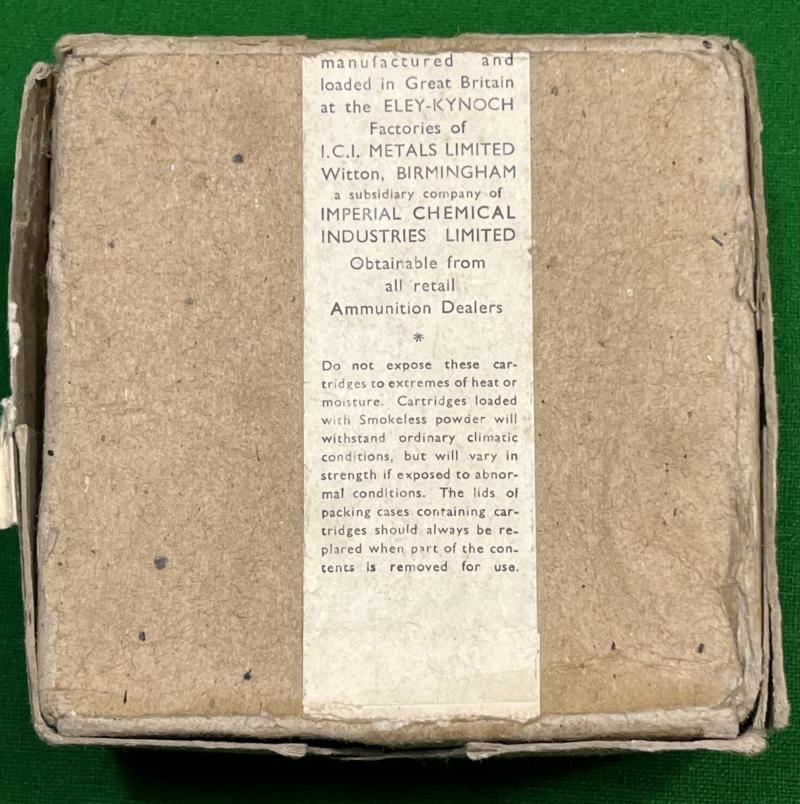 manufactured and
loaded in Great Britain
at the ELEY-KYNOCH
Factories of
I.C.I. METALS LIMITED
Witton, BIRMINGHAM
a subsidiary company of
IMPERIAL CHEMICAL
INDUSTRIES LIMITED
Obtainable from
all retail
Ammunition Dealers
*
Do not expose these car-
tridges to extremes of heat or
moisture. Cartridges loaded
with Smokeless powder will
withstand ordinary climatic
conditions, but will vary in
strength if exposed to abnor-
mal conditions. The lids of
packing cases containing car-
tridges should always be re-
placed when part of the con-
tents is removed for use.